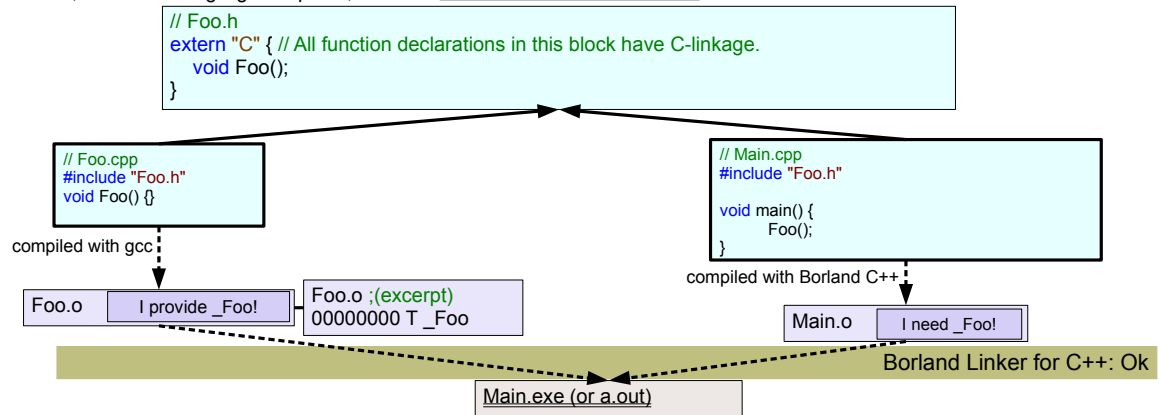 // Foo.h
extern "C" { // All function declarations in this block have C-linkage.
void Foo();
}
// Foo.cpp
#include "Foo.h"
void Foo() {}
// Main.cpp
#include "Foo.h"
void main() {
Foo();
}
compiled with gcc
compiled with Borland C++
Foo.o
I provide _Foo!
Foo.o ;(excerpt)
00000000 T _Foo
Main.o
I need _Foo!
Borland Linker for C++: Ok
Main.exe (or a.out)